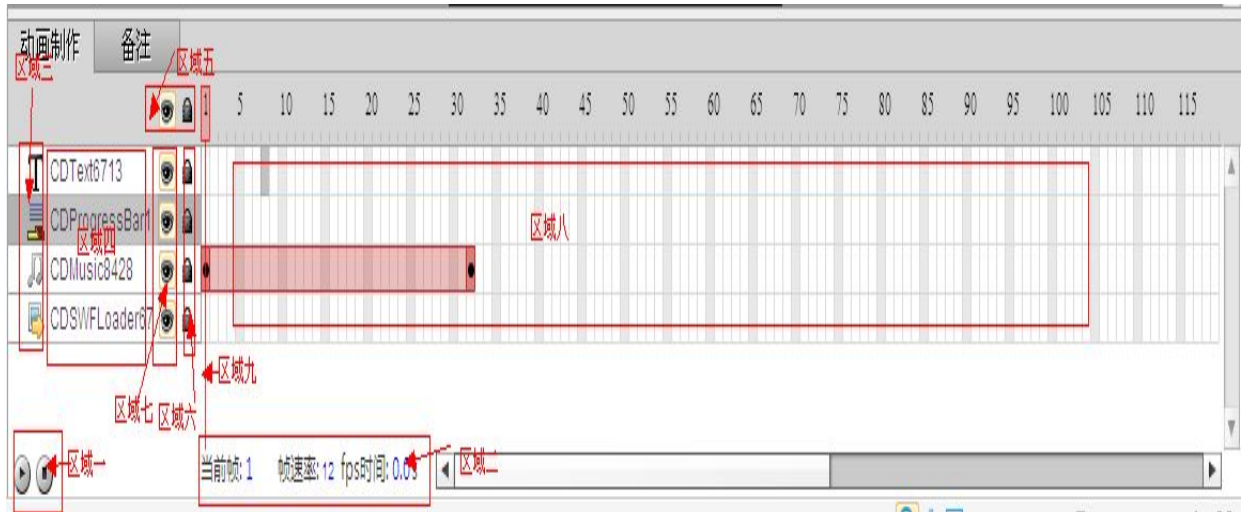 动画制作 备注
区域三 区域五
1 5 10 15 20 25 30 35 40 45 50 55 60 65 70 75 80 85 90 95 100 105 110 115
CDText6713
CDProgressBar1
区域四 区域八
CDMusic8428
CDSWFLoader67
区域九
区域七 区域六
区域一 当前帧: 1 帧速率: 12 fps时间: 0.0s 区域二